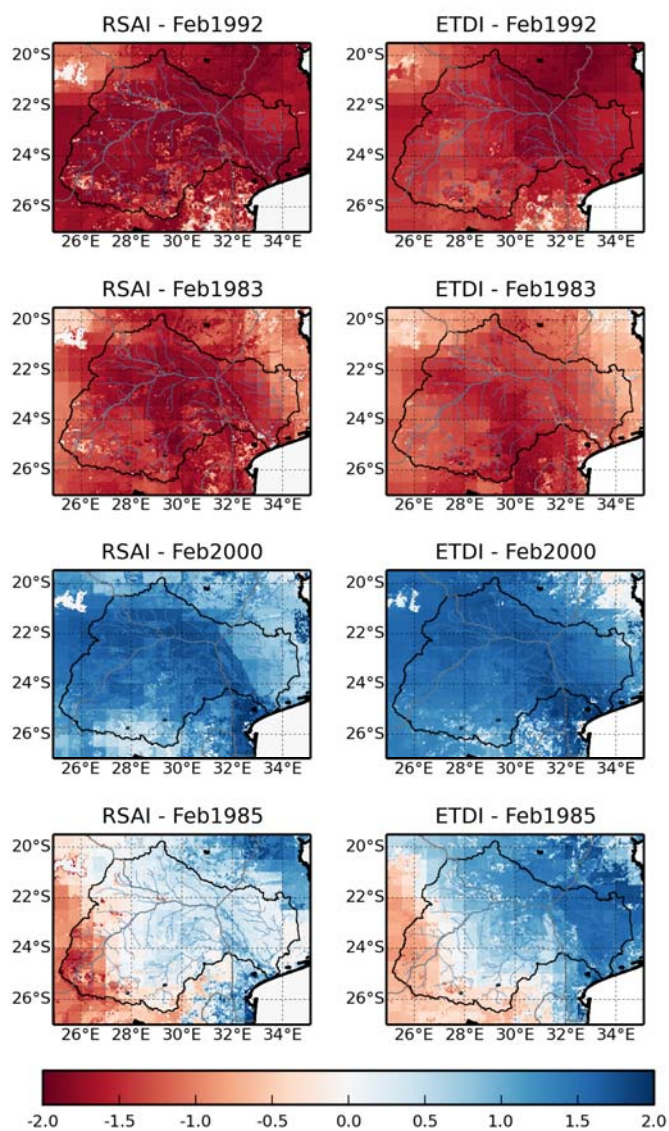 RSAI - Feb1992 ETDI - Feb1992
20°S 20°S
22°S 22°S
24°S 24°S
26°S 26°S
26°E 28°E 30°E 32°E 34°E 26°E 28°E 30°E 32°E 34°E
RSAI - Feb1983 ETDI - Feb1983
20°S 20°S
22°S 22°S
24°S 24°S
26°S 26°S
26°E 28°E 30°E 32°E 34°E 26°E 28°E 30°E 32°E 34°E
RSAI - Feb2000 ETDI - Feb2000
20°S 20°S
22°S 22°S
24°S 24°S
26°S 26°S
26°E 28°E 30°E 32°E 34°E 26°E 28°E 30°E 32°E 34°E
RSAI - Feb1985 ETDI - Feb1985
20°S 20°S
22°S 22°S
24°S 24°S
26°S 26°S
26°E 28°E 30°E 32°E 34°E 26°E 28°E 30°E 32°E 34°E
-2.0 -1.5 -1.0 -0.5 0.0 0.5 1.0 1.5 2.0